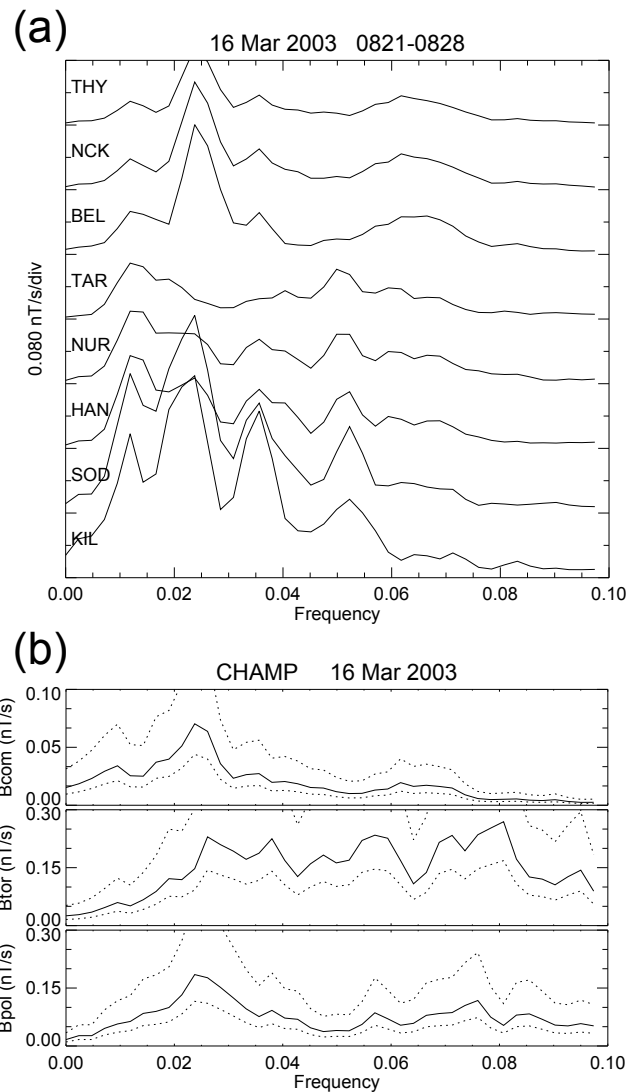 (a)
16 Mar 2003 0821-0828
THY
NCK
BEL
TAR
NUR
HAN
SOD
KIL
0.080 nT/s/div
0.00 0.02 0.04 0.06 0.08 0.10
Frequency
(b)
CHAMP 16 Mar 2003
0.10
0.05
0.00
Bcom (nT/s)
0.30
0.15
0.00
Btor (nT/s)
0.30
0.15
0.00
Bpol (nT/s)
0.00 0.02 0.04 0.06 0.08 0.10
Frequency